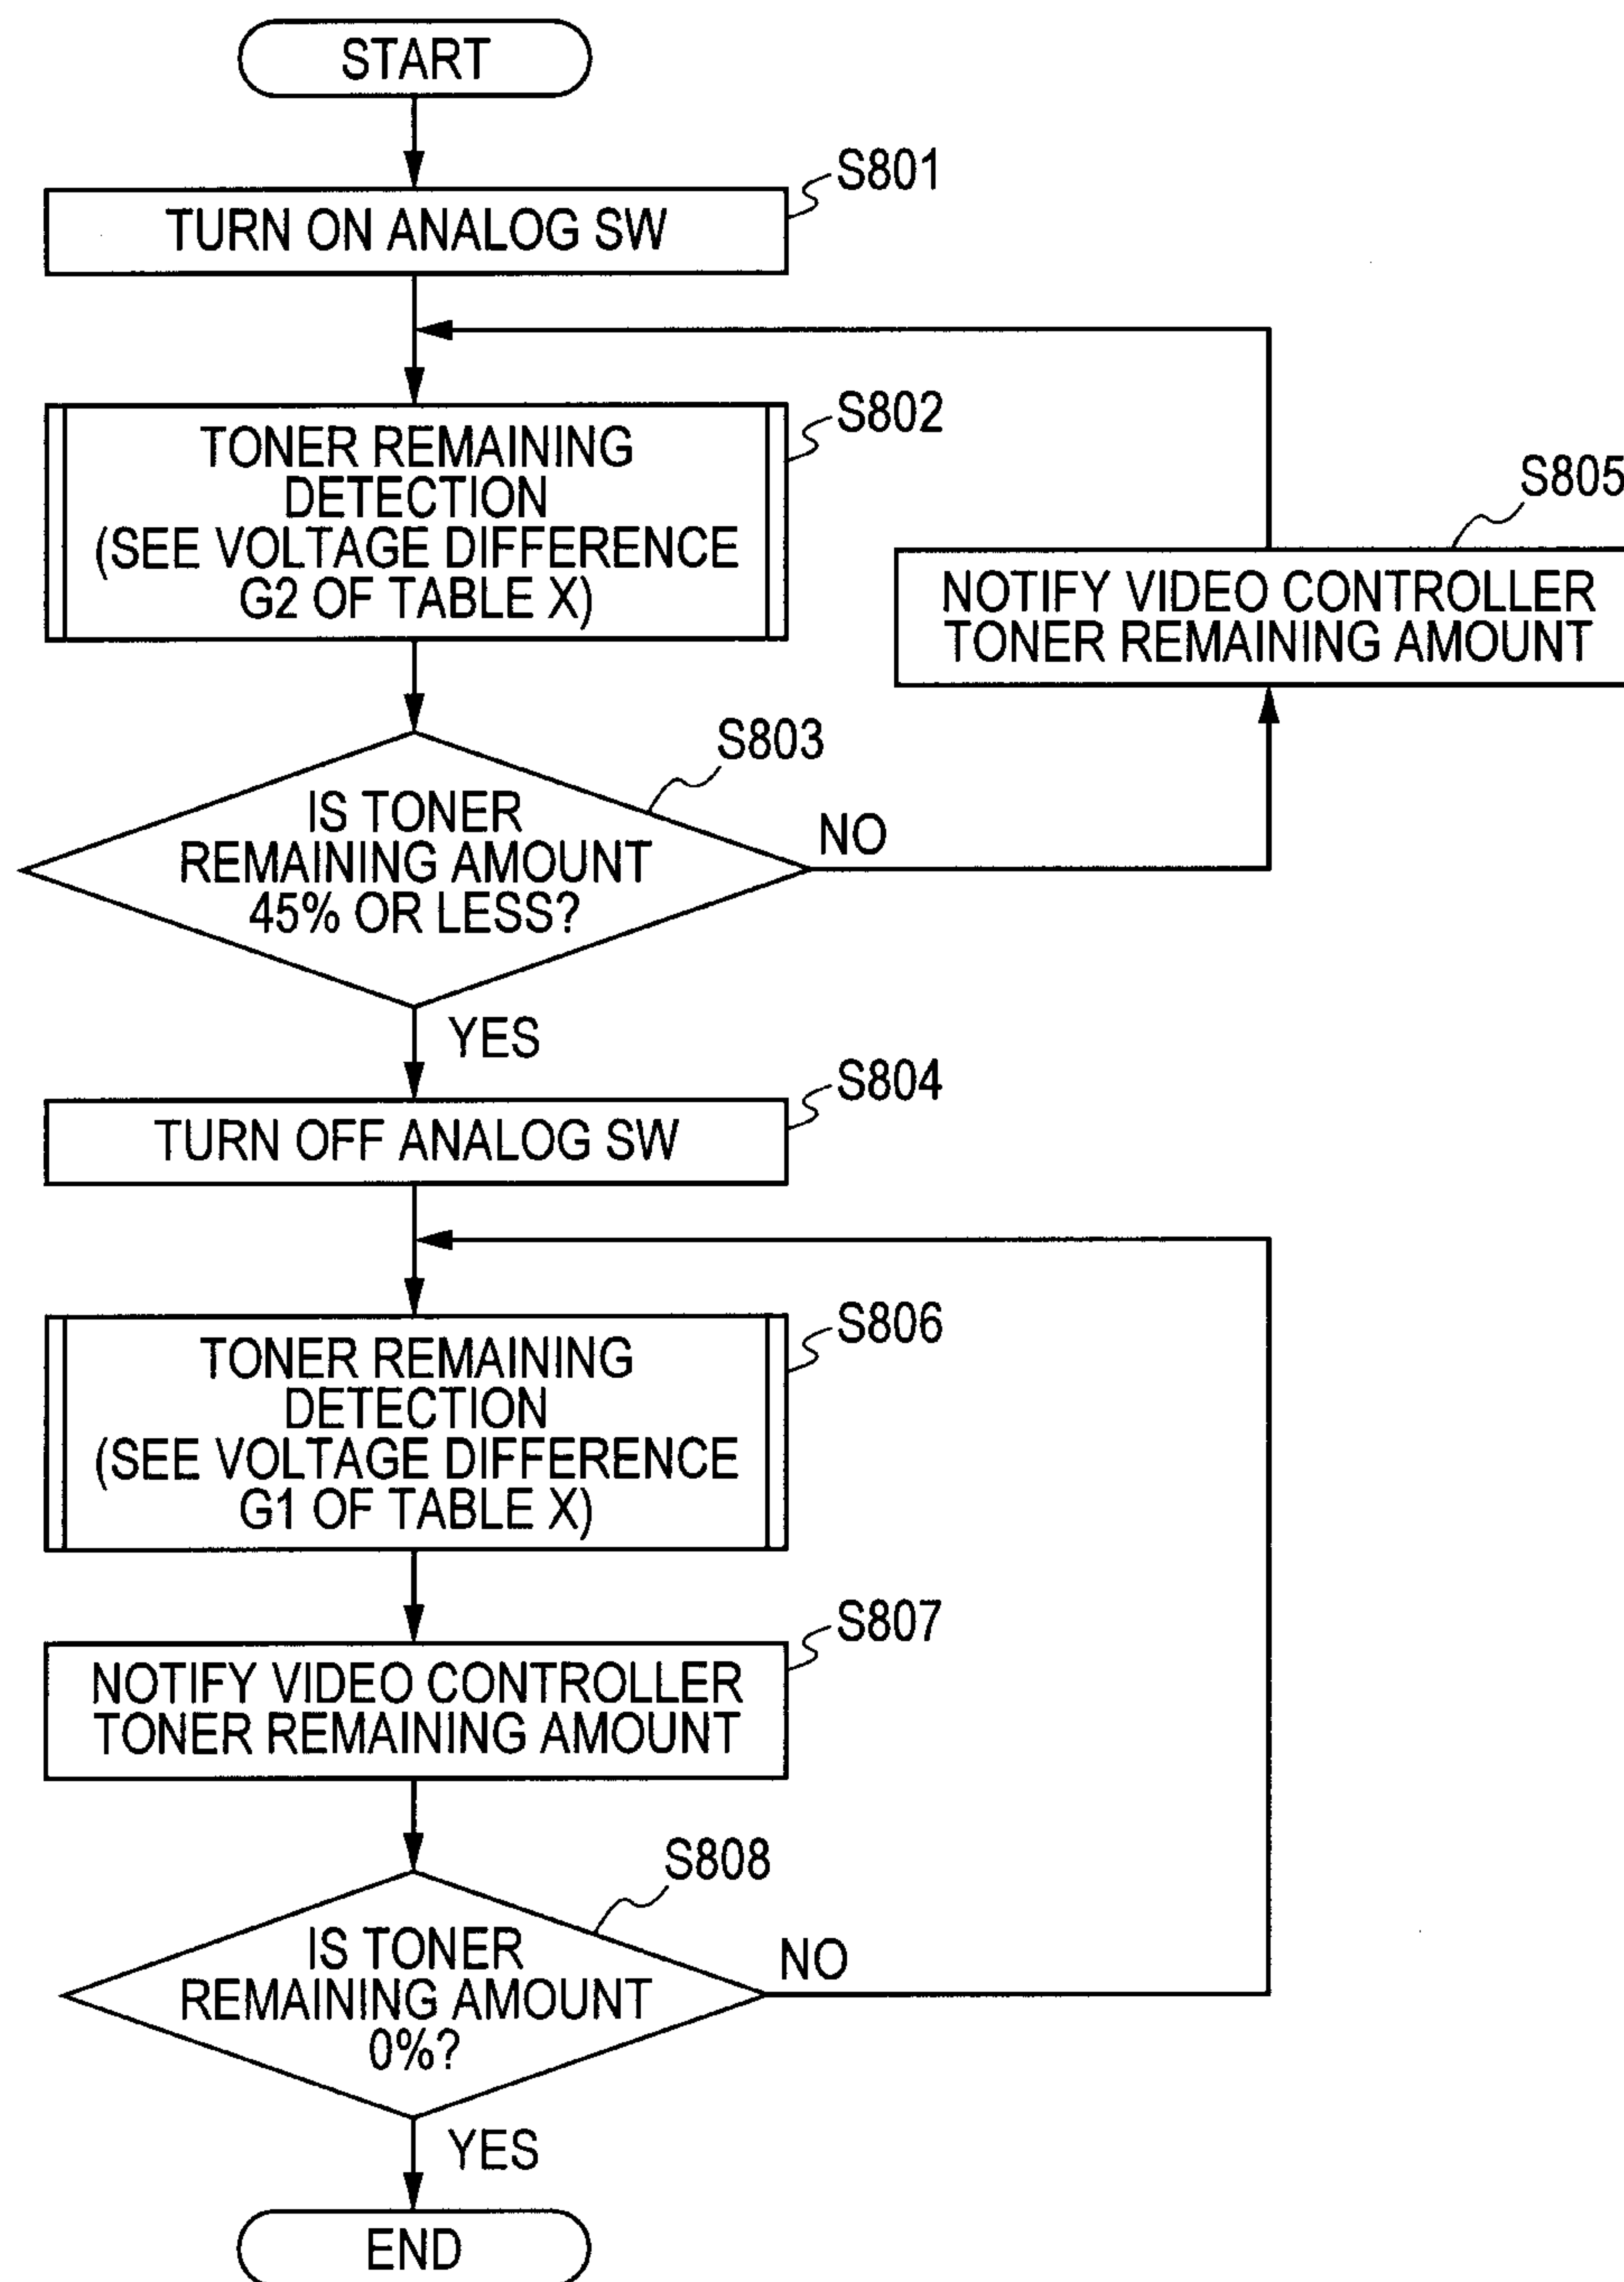 START
S801
TURN ON ANALOG SW
S802
TONER REMAINING
DETECTION
(SEE VOLTAGE DIFFERENCE
G2 OF TABLE X)
S805
NOTIFY VIDEO CONTROLLER
TONER REMAINING AMOUNT
S803
IS TONER
REMAINING AMOUNT
45% OR LESS?
NO
YES
S804
TURN OFF ANALOG SW
S806
TONER REMAINING
DETECTION
(SEE VOLTAGE DIFFERENCE
G1 OF TABLE X)
S807
NOTIFY VIDEO CONTROLLER
TONER REMAINING AMOUNT
S808
IS TONER
REMAINING AMOUNT
0%?
NO
YES
END